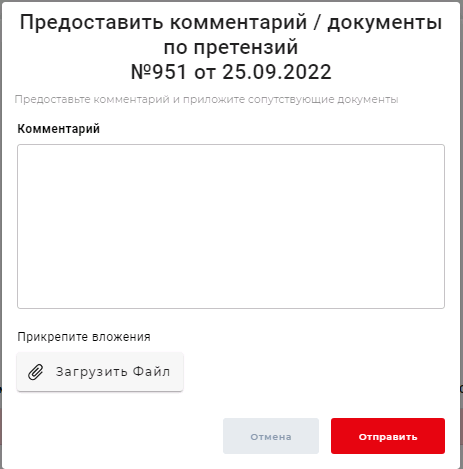 Предоставить комментарий / документы
по претензий
№951 от 25.09.2022
Предоставьте комментарий и приложите сопутствующие документы
Комментарий
Прикрепите вложения
Загрузить Файл
Отмена
Отправить